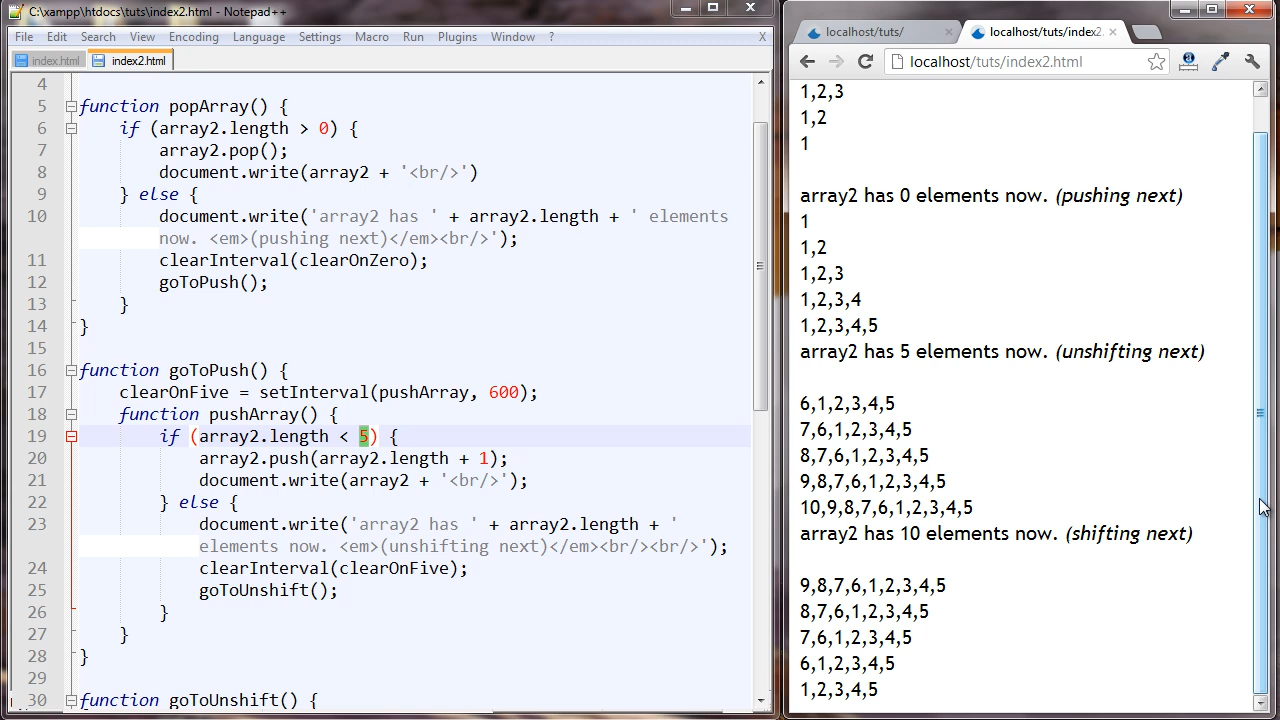 C:\xampp\htdocs\tuts\index2.html - Notepad++
File Edit Search View Encoding Language Settings Macro Run Plugins Window ? X
index.html index2.html
4
5 function popArray() {
6 if (array2.length > 0) {
7 array2.pop();
8 document.write(array2 + '<br/>')
9 } else {
10 document.write('array2 has ' + array2.length + ' elements
now. <em>(pushing next)</em><br/>');
11 clearInterval(clearOnZero);
12 goToPush();
13 }
14 }
15
16 function goToPush() {
17 clearOnFive = setInterval(pushArray, 600);
18 function pushArray() {
19 if (array2.length < 5) {
20 array2.push(array2.length + 1);
21 document.write(array2 + '<br/>');
22 } else {
23 document.write('array2 has ' + array2.length + '
elements now. <em>(unshifting next)</em><br/><br/>');
24 clearInterval(clearOnFive);
25 goToUnshift();
26 }
27 }
28 }
29
30 function goToUnshift() {
localhost/tuts/ localhost/tuts/index2.
localhost/tuts/index2.html
1,2,3
1,2
1
array2 has 0 elements now. (pushing next)
1
1,2
1,2,3
1,2,3,4
1,2,3,4,5
array2 has 5 elements now. (unshifting next)
6,1,2,3,4,5
7,6,1,2,3,4,5
8,7,6,1,2,3,4,5
9,8,7,6,1,2,3,4,5
10,9,8,7,6,1,2,3,4,5
array2 has 10 elements now. (shifting next)
9,8,7,6,1,2,3,4,5
8,7,6,1,2,3,4,5
7,6,1,2,3,4,5
6,1,2,3,4,5
1,2,3,4,5